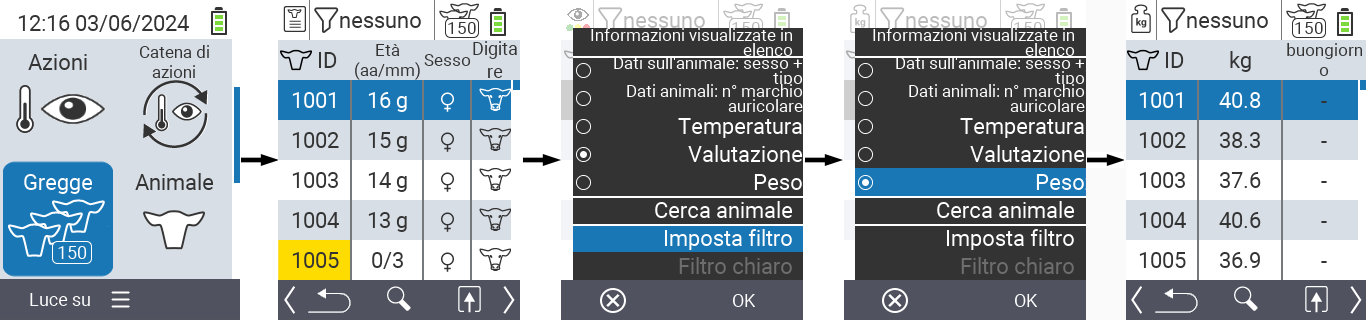 12:16 03/06/2024
Azioni
Catena di
azioni
Gregge
150
Animale
Luce su
nessuno
150
ID
Età
(aa/mm)
Sesso
Digita
re
1001 16 g
1002 15 g
1003 14 g
1004 13 g
1005 0/3
nessuno
150
Informazioni visualizzate in
elenco
Dati sull'animale: sesso +
tipo
Dati animali: n° marchio
auricolare
Temperatura
Valutazione
Peso
Cerca animale
Imposta filtro
Filtro chiaro
OK
kg
nessuno
150
Informazioni visualizzate in
elenco
Dati sull'animale: sesso +
tipo
Dati animali: n° marchio
auricolare
Temperatura
Valutazione
Peso
Cerca animale
Imposta filtro
Filtro chiaro
OK
kg
nessuno
150
ID
kg
buongiorn
o
1001 40.8 -
1002 38.3 -
1003 37.6 -
1004 40.6 -
1005 36.9 -